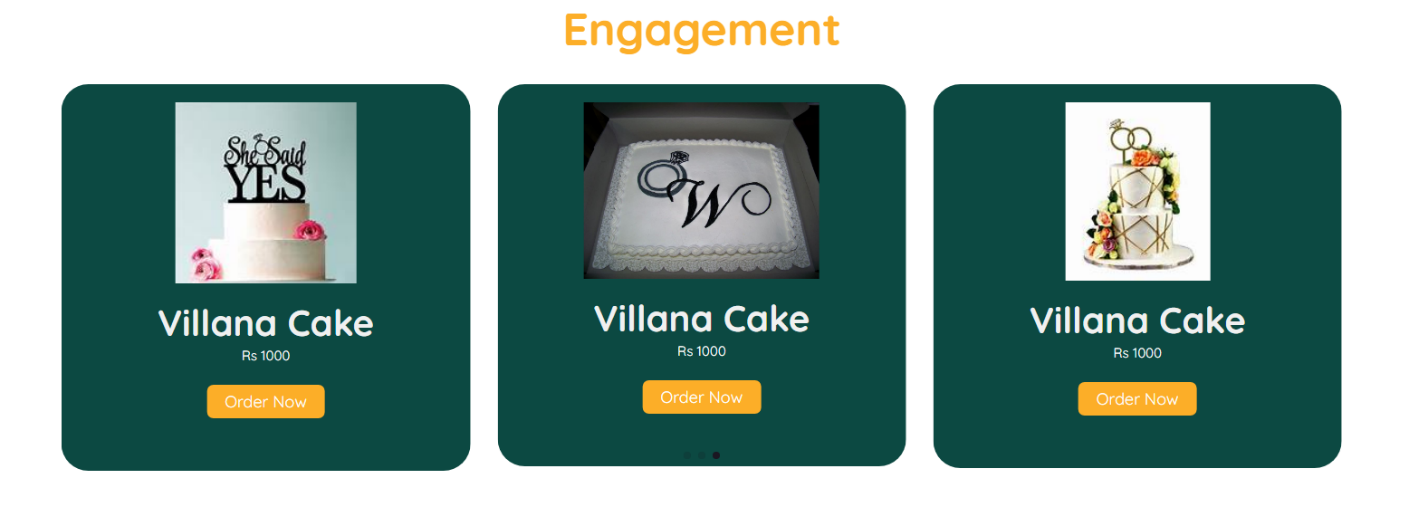 Engagement
She Said
YES
Villana Cake
Rs 1000
Order Now
W
Villana Cake
Rs 1000
Order Now
Villana Cake
Rs 1000
Order Now